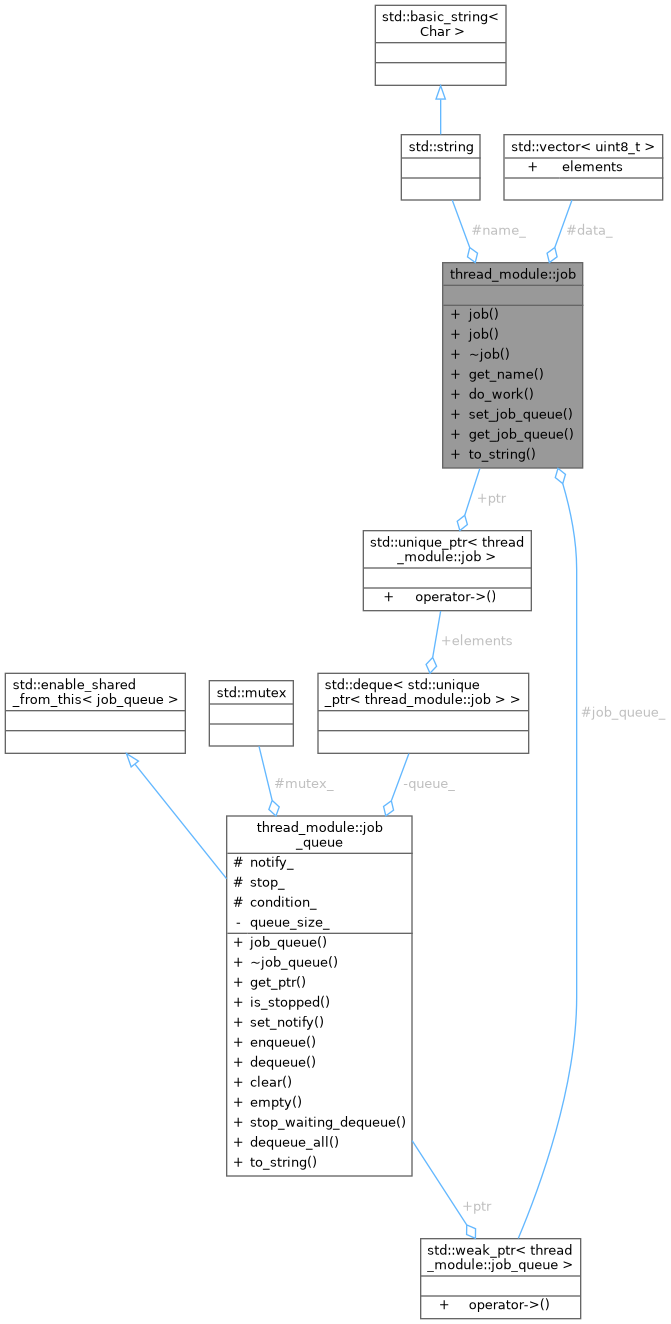 std::basic_string<
Char >
std::string
std::vector< uint8_t >
+ elements
#name_
#data_
thread_module::job
+ job()
+ job()
+ ~job()
+ get_name()
+ do_work()
+ set_job_queue()
+ get_job_queue()
+ to_string()
+ptr
std::unique_ptr< thread
_module::job >
+ operator->()
+elements
std::enable_shared
_from_this< job_queue >
std::mutex
std::deque< std::unique
_ptr< thread_module::job > >
#job_queue_
#mutex_
-queue_
thread_module::job
_queue
# notify_
# stop_
# condition_
- queue_size_
+ job_queue()
+ ~job_queue()
+ get_ptr()
+ is_stopped()
+ set_notify()
+ enqueue()
+ dequeue()
+ clear()
+ empty()
+ stop_waiting_dequeue()
+ dequeue_all()
+ to_string()
+ptr
std::weak_ptr< thread
_module::job_queue >
+ operator->()